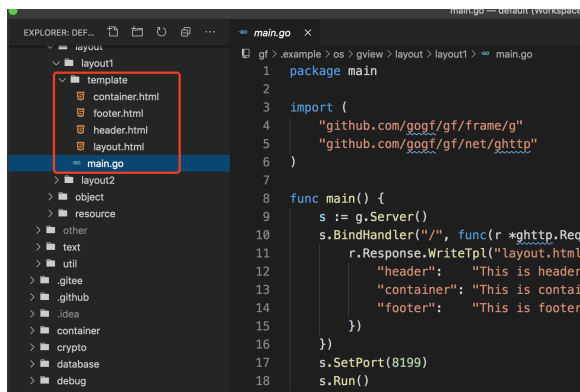 main.go — default (Workspace
EXPLORER: DEF...
layout
layout1
template
container.html
footer.html
header.html
layout.html
main.go
layout2
object
resource
other
text
util
.gitee
.github
.idea
container
crypto
database
debug
main.go ×
gf > .example > os > gview > layout > layout1 > main.go
1 package main
2
3 import (
4 "github.com/gogf/gf/frame/g"
5 "github.com/gogf/gf/net/ghttp"
6 )
7
8 func main() {
9 s := g.Server()
10 s.BindHandler("/", func(r *ghttp.Req
11 r.Response.WriteTpl("layout.html
12 "header": "This is header
13 "container": "This is contai
14 "footer": "This is footer
15 })
16 })
17 s.SetPort(8199)
18 s.Run()